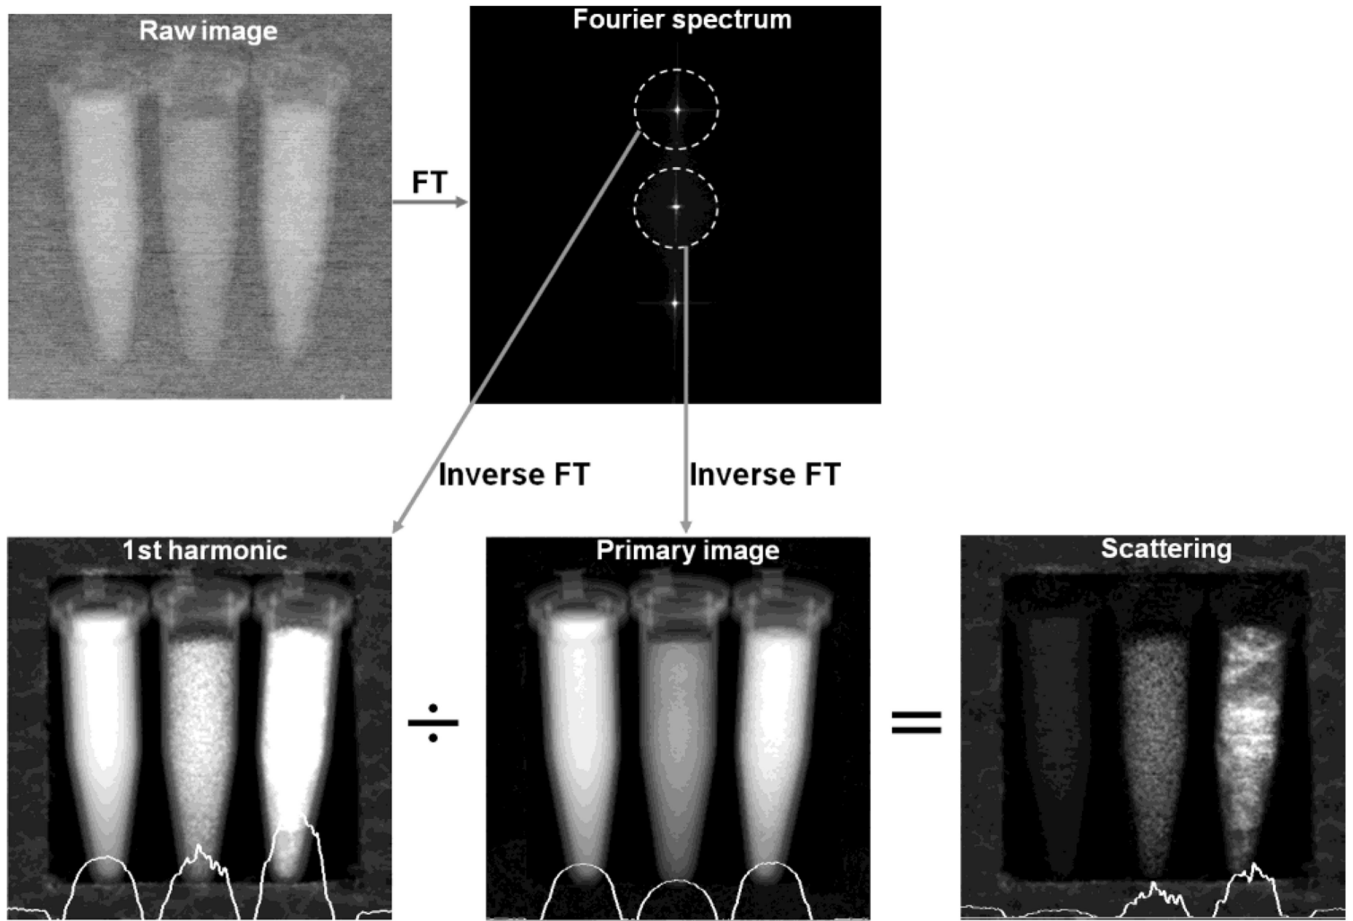 Raw image
Fourier spectrum
FT
Inverse FT
Inverse FT
1st harmonic
Primary image
Scattering
÷
=